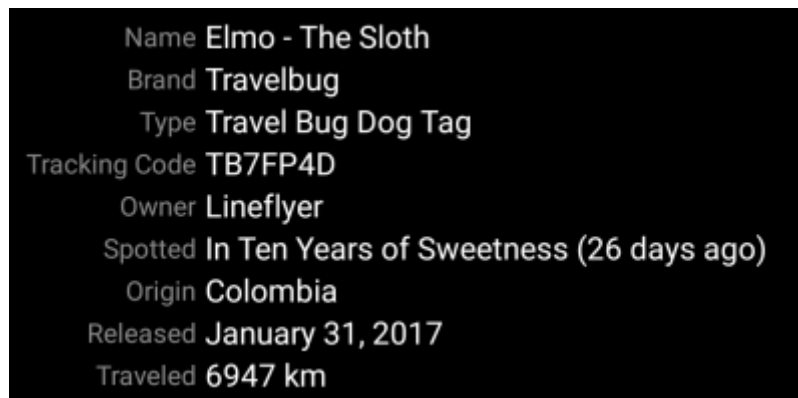 Name Elmo - The Sloth
Brand Travelbug
Type Travel Bug Dog Tag
Tracking Code TB7FP4D
Owner Lineflyer
Spotted In Ten Years of Sweetness (26 days ago)
Origin Colombia
Released January 31, 2017
Traveled 6947 km